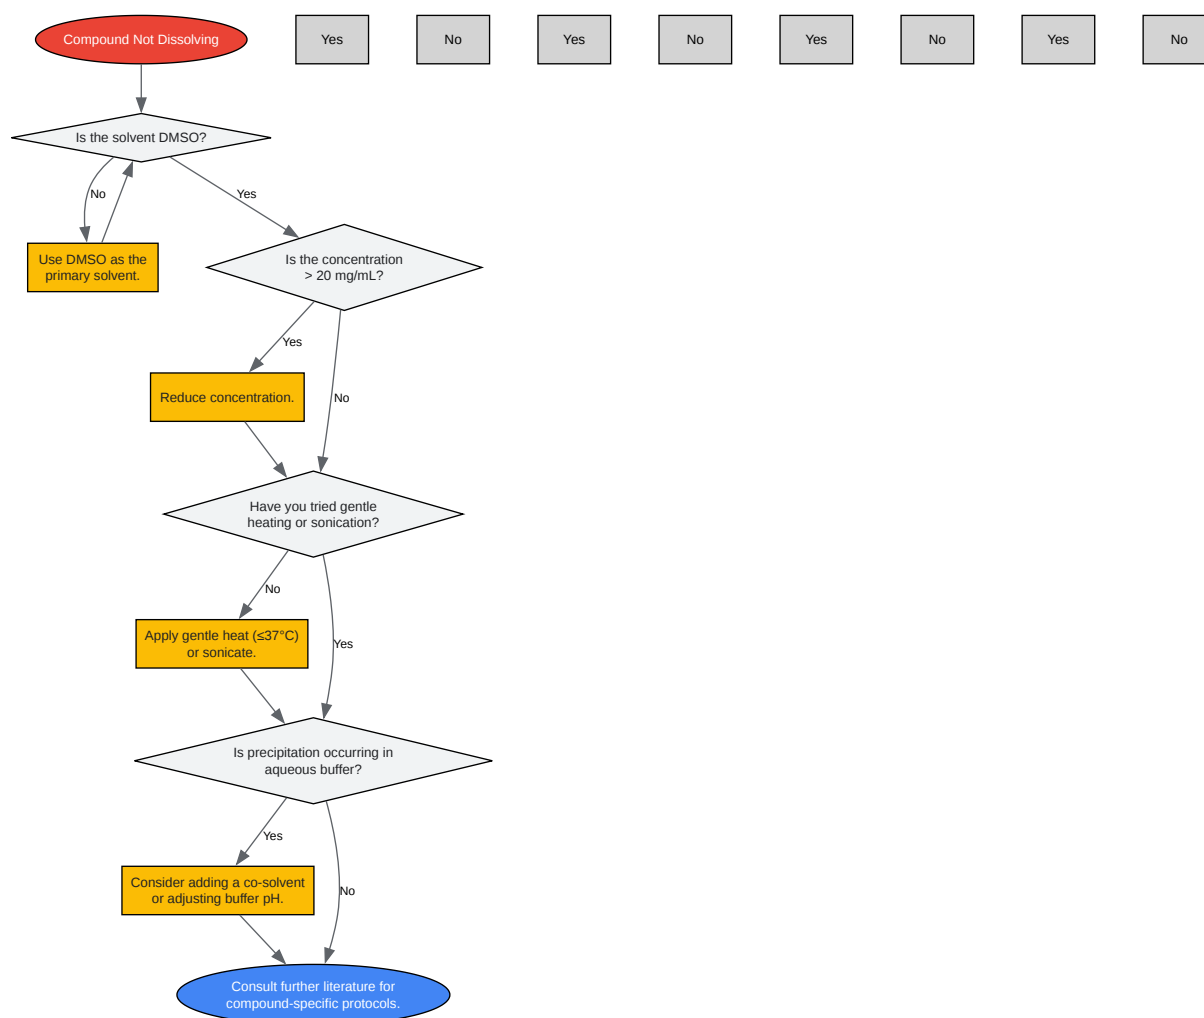 Compound Not Dissolving
Yes
No
Yes
No
Yes
No
Yes
No
Is the solvent DMSO?
No
Yes
Use DMSO as the
primary solvent.
Is the concentration
> 20 mg/mL?
Yes
No
Reduce concentration.
Have you tried gentle
heating or sonication?
No
Yes
Apply gentle heat (≤37°C)
or sonicate.
Is precipitation occurring in
aqueous buffer?
Yes
No
Consider adding a co-solvent
or adjusting buffer pH.
Consult further literature for
compound-specific protocols.